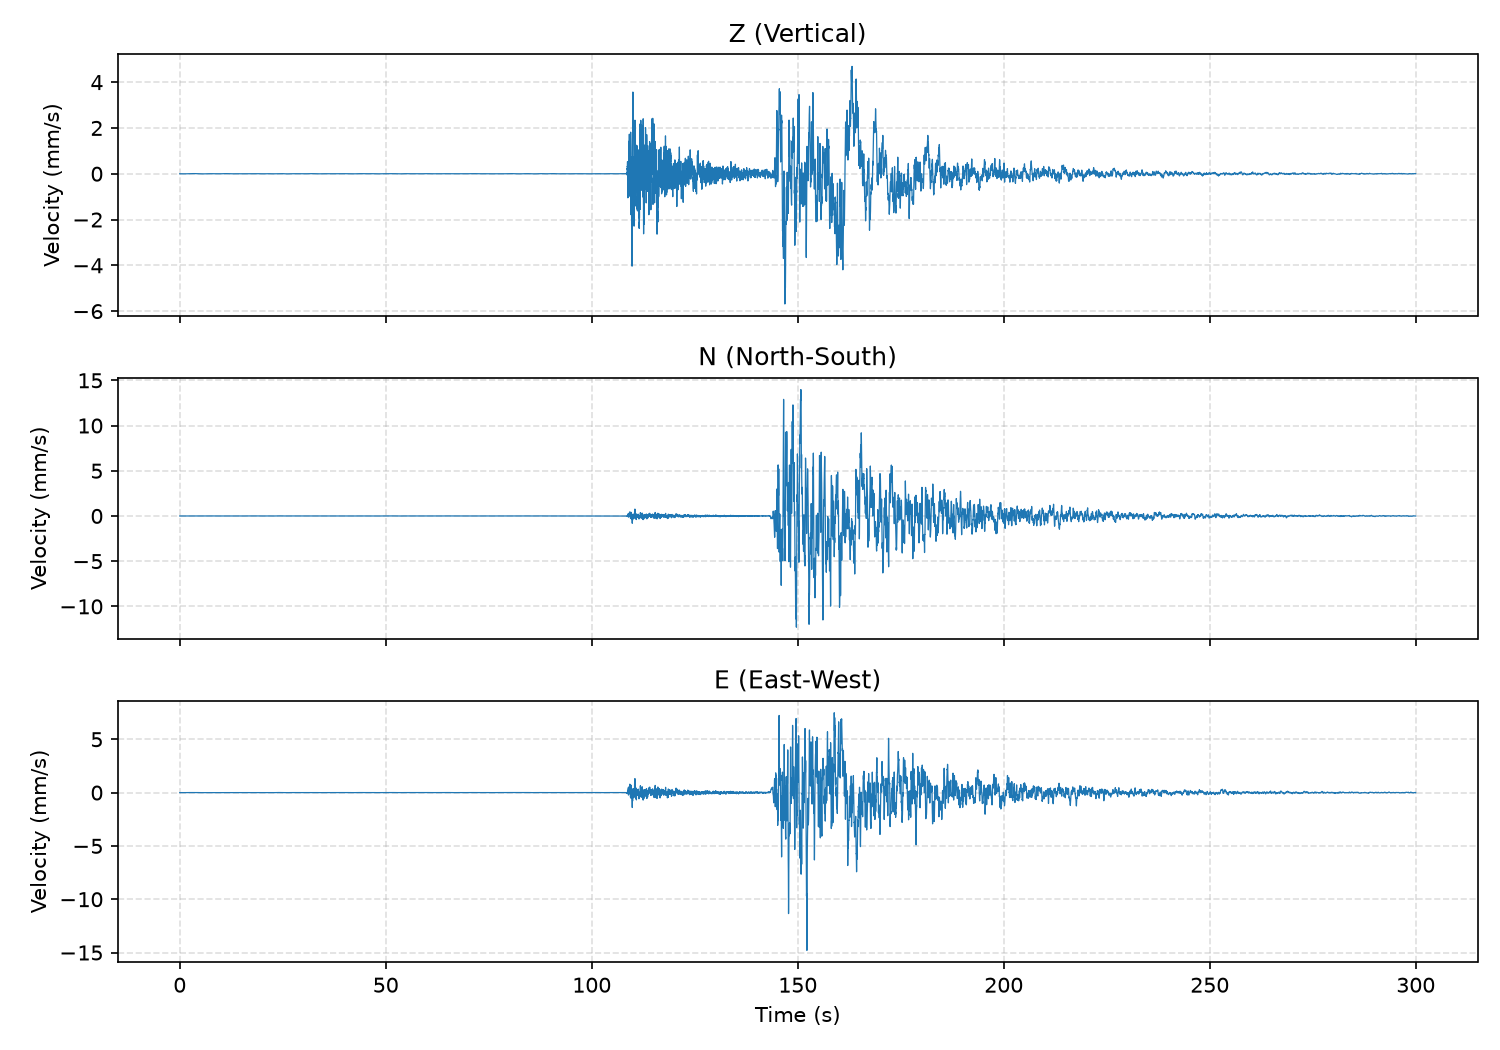 Z (Vertical)
Velocity (mm/s)
4
2
0
−2
−4
−6
N (North-South)
Velocity (mm/s)
15
10
5
0
−5
−10
E (East-West)
Velocity (mm/s)
5
0
−5
−10
−15
0 50 100 150 200 250 300
Time (s)